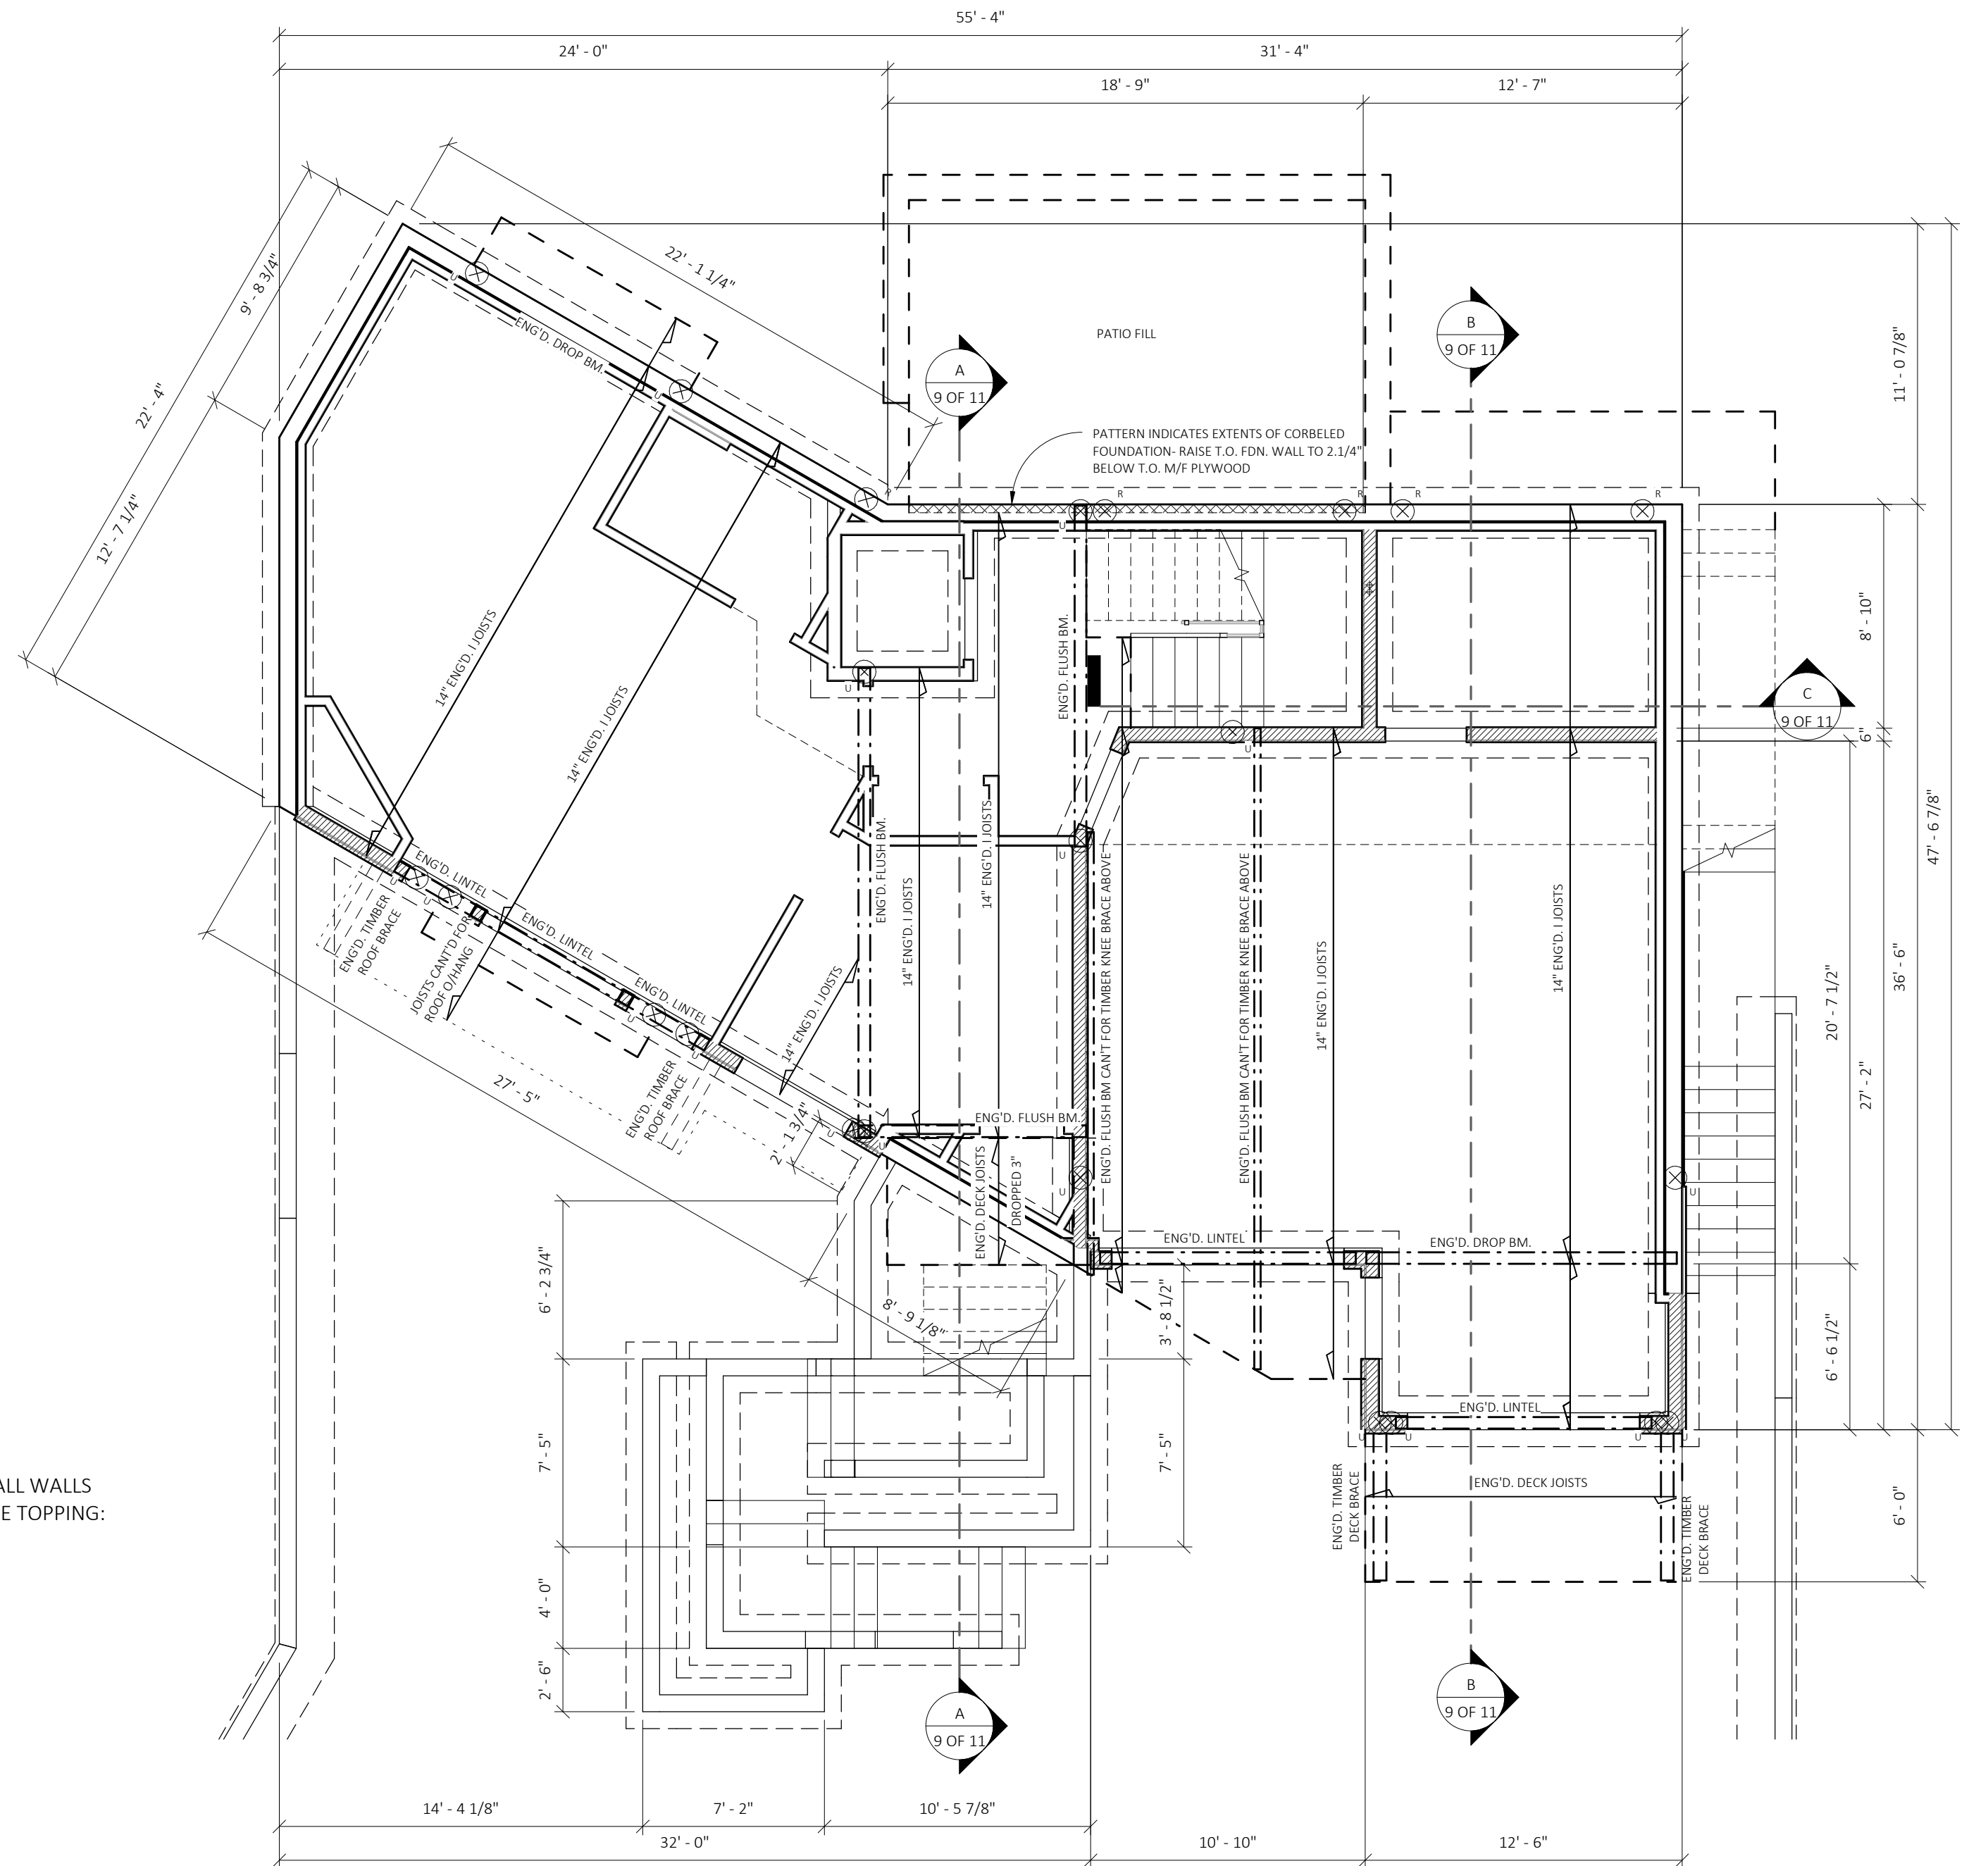 55' - 4"
24' - 0"
31' - 4"
18' - 9"
12' - 7"
22' - 1 1/4"
9' - 8 3/4"
22' - 4"
12' - 7 1/4"
11' - 0 7/8"
47' - 6 7/8"
PATIO FILL
A
9 OF 11
B
9 OF 11
PATTERN INDICATES EXTENTS OF CORBELED
FOUNDATION- RAISE T.O. FDN. WALL TO 2.1/4"
BELOW T.O. M/F PLYWOOD
U
ENG'D. DROP BM.
U
R
R
R
R
R
U
8' - 10"
14" ENG'D. I JOISTS
14" ENG'D. I JOISTS
ENG'D. FLUSH BM.
U
C
9 OF 11
6"
U
36' - 6"
20' - 7 1/2"
27' - 2"
ENG'D. FLUSH BM.
14" ENG'D. I JOISTS
14" ENG'D. I JOISTS
U
ENG'D. FLUSH BM CAN'T FOR TIMBER KNEE BRACE ABOVE
ENG'D. FLUSH BM CAN'T FOR TIMBER KNEE BRACE ABOVE
14" ENG'D. I JOISTS
14" ENG'D. I JOISTS
ENG'D. LINTEL
U
U
ENG'D. TIMBER
ROOF BRACE
JOISTS CANT'D FOR
ROOF O/HANG
ENG'D. LINTEL
ENG'D. LINTEL
U
U
14" ENG'D. I JOISTS
ENG'D. TIMBER
ROOF BRACE
27' - 5"
2' - 1 3/4"
ENG'D. FLUSH BM.
U
ENG'D. DECK JOISTS
DROPPED 3"
U
U
ENG'D. LINTEL
ENG'D. DROP BM.
6' - 2 3/4"
8' - 9 1/8"
3' - 8 1/2"
6' - 6 1/2"
ENG'D. LINTEL
U
U
U
U
7' - 5"
7' - 5"
ENG'D. TIMBER
DECK BRACE
ENG'D. DECK JOISTS
ENG'D. TIMBER
DECK BRACE
6' - 0"
ALL WALLS
E TOPPING:
4' - 0"
2' - 6"
A
9 OF 11
B
9 OF 11
14' - 4 1/8"
7' - 2"
10' - 5 7/8"
32' - 0"
10' - 10"
12' - 6"